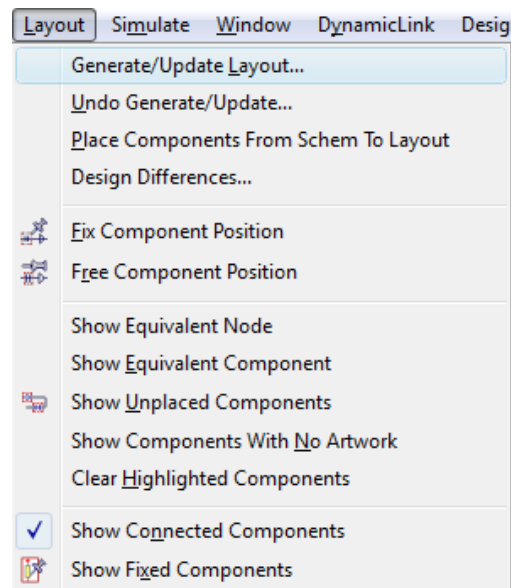 Layout Simulate Window DynamicLink Desig
Generate/Update Layout...
Undo Generate/Update...
Place Components From Schem To Layout
Design Differences...
Fix Component Position
Free Component Position
Show Equivalent Node
Show Equivalent Component
Show Unplaced Components
Show Components With No Artwork
Clear Highlighted Components
Show Connected Components
Show Fixed Components